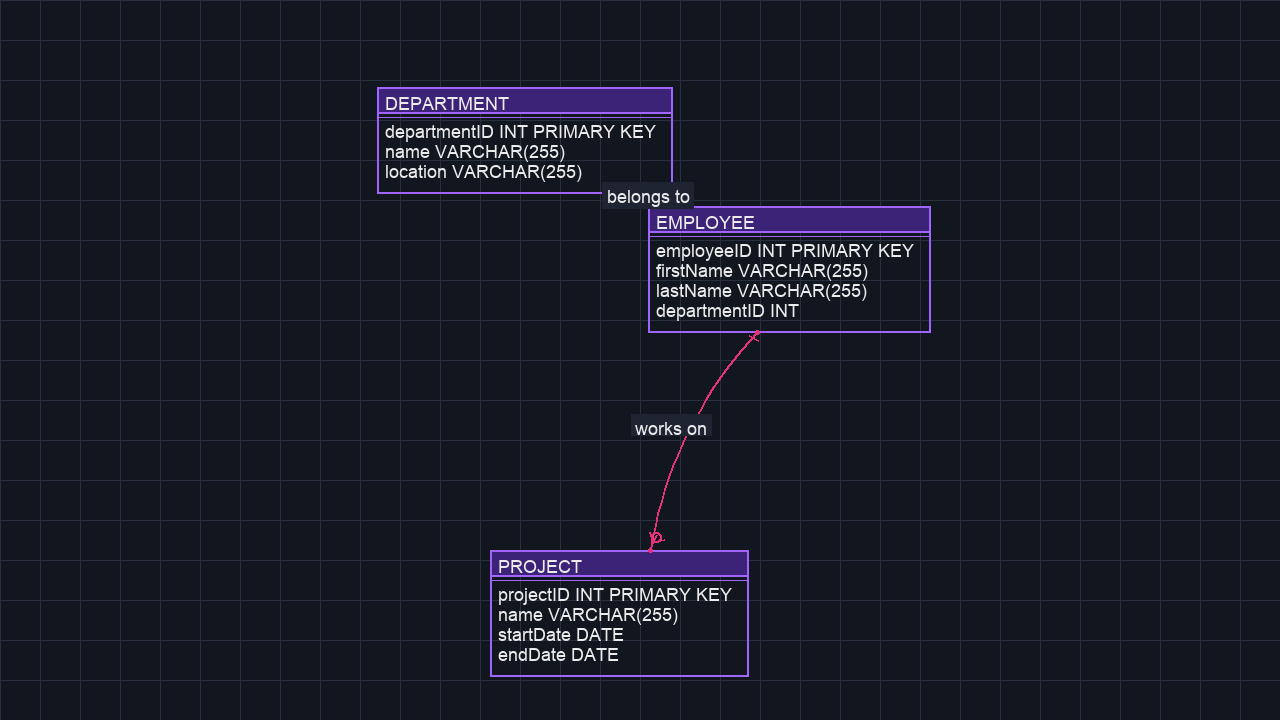 DEPARTMENT
departmentID INT PRIMARY KEY
name VARCHAR(255)
location VARCHAR(255)
belongs to
EMPLOYEE
employeeID INT PRIMARY KEY
firstName VARCHAR(255)
lastName VARCHAR(255)
departmentID INT
works on
PROJECT
projectID INT PRIMARY KEY
name VARCHAR(255)
startDate DATE
endDate DATE